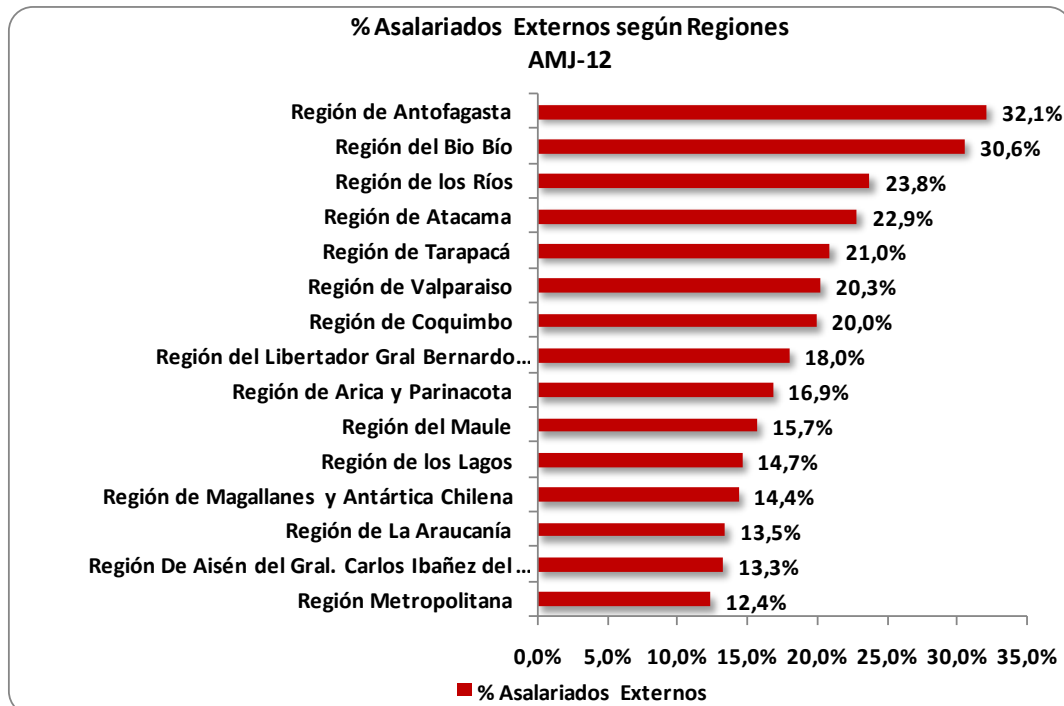 % Asalariados Externos según Regiones
AMJ-12
Región de Antofagasta 32,1%
Región del Bio Bío 30,6%
Región de los Ríos 23,8%
Región de Atacama 22,9%
Región de Tarapacá 21,0%
Región de Valparaiso 20,3%
Región de Coquimbo 20,0%
Región del Libertador Gral Bernardo... 18,0%
Región de Arica y Parinacota 16,9%
Región del Maule 15,7%
Región de los Lagos 14,7%
Región de Magallanes y Antártica Chilena 14,4%
Región de La Araucanía 13,5%
Región De Aisén del Gral. Carlos Ibañez del ... 13,3%
Región Metropolitana 12,4%
0,0% 5,0% 10,0% 15,0% 20,0% 25,0% 30,0% 35,0%
% Asalariados Externos